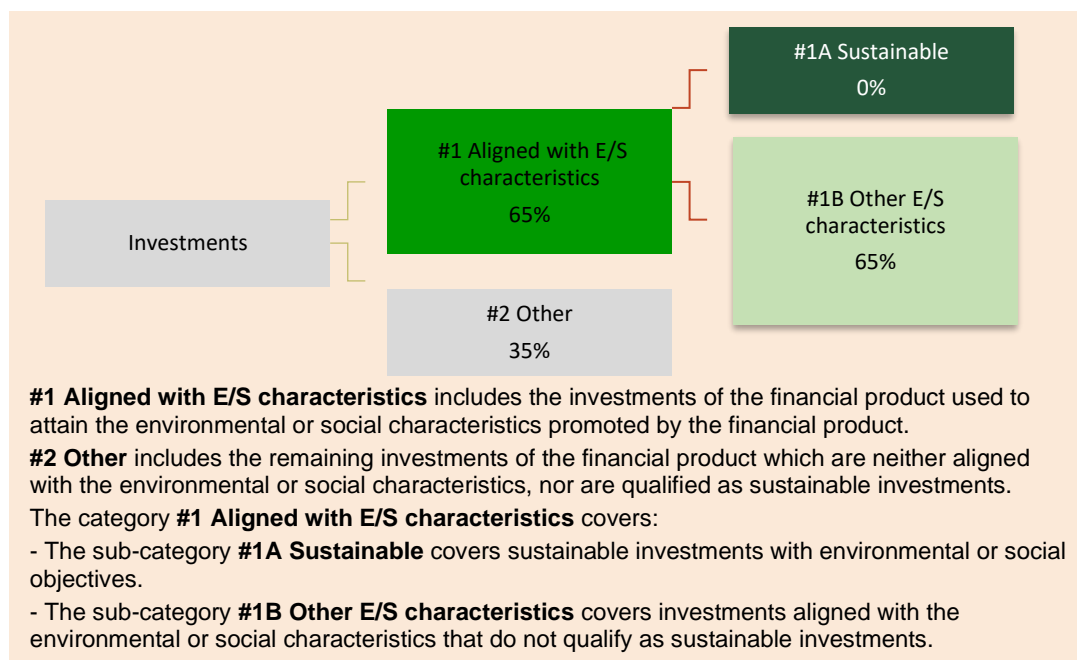 #1A Sustainable
0%
#1 Aligned with E/S
characteristics
65%
#1B Other E/S
characteristics
65%
Investments
#2 Other
35%
#1 Aligned with E/S characteristics includes the investments of the financial product used to
attain the environmental or social characteristics promoted by the financial product.
#2 Other includes the remaining investments of the financial product which are neither aligned
with the environmental or social characteristics, nor are qualified as sustainable investments.
The category #1 Aligned with E/S characteristics covers:
- The sub-category #1A Sustainable covers sustainable investments with environmental or social
objectives.
- The sub-category #1B Other E/S characteristics covers investments aligned with the
environmental or social characteristics that do not qualify as sustainable investments.